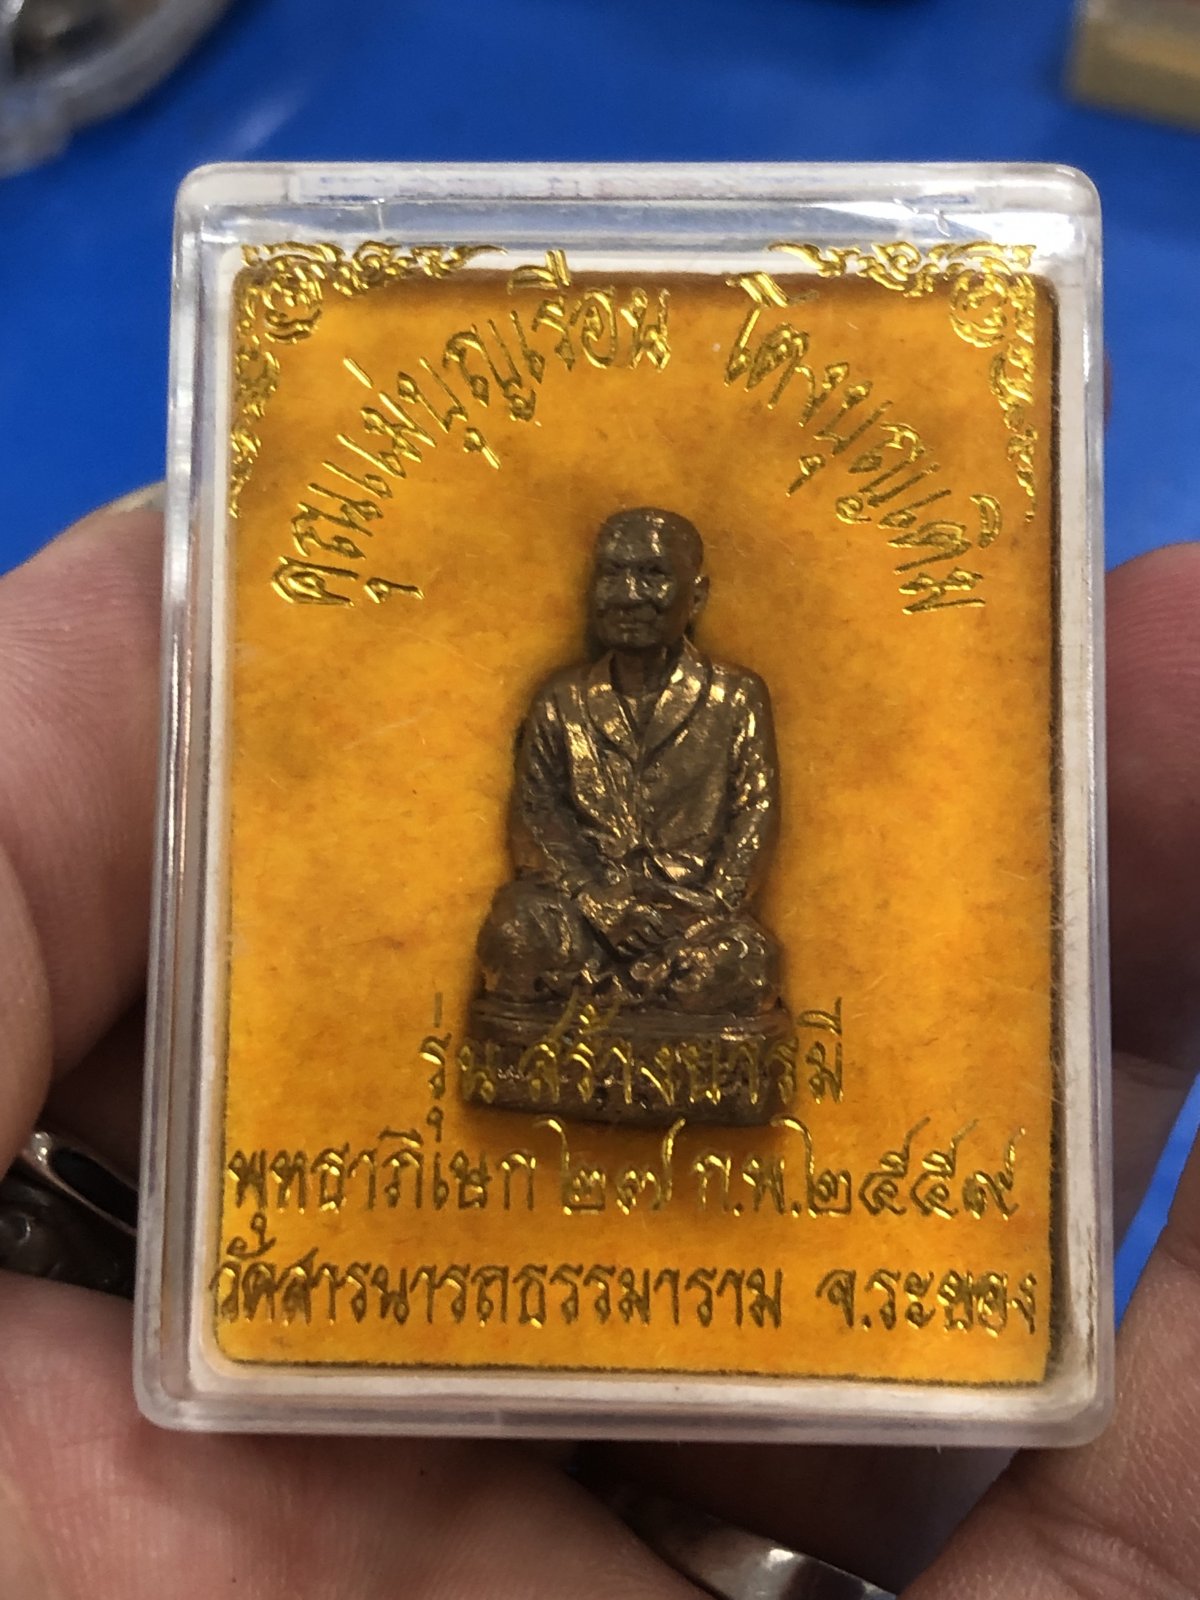 คุณแม่บุญเรือน โตงบุญเติม
รุ่น สร้างบารมี
พุทธาภิเษก ๒๗ ก.พ.๒๕๕๙
วัดสารนารถธรรมาราม จ.ระยอง